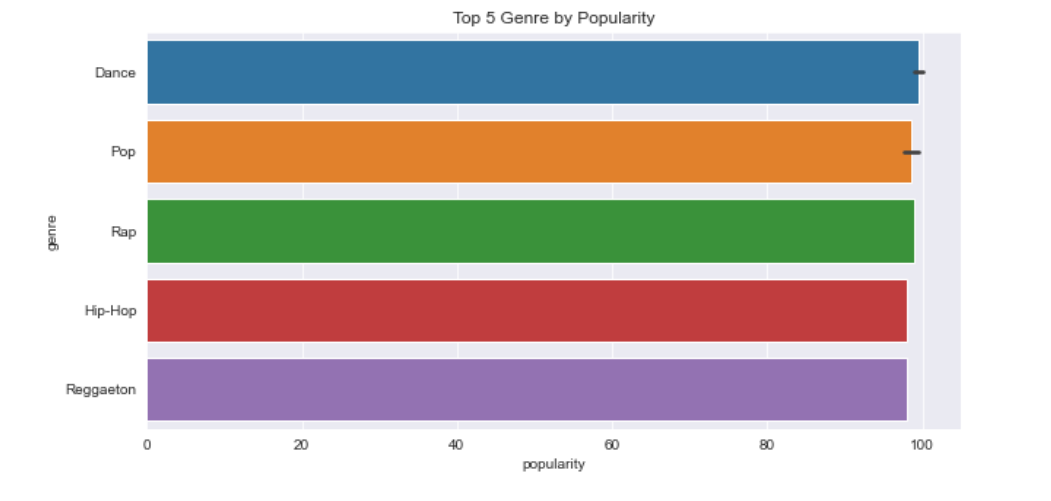 Top 5 Genre by Popularity
Dance
Pop
Rap
Hip-Hop
Reggaeton
genre
0 20 40 60 80 100
popularity